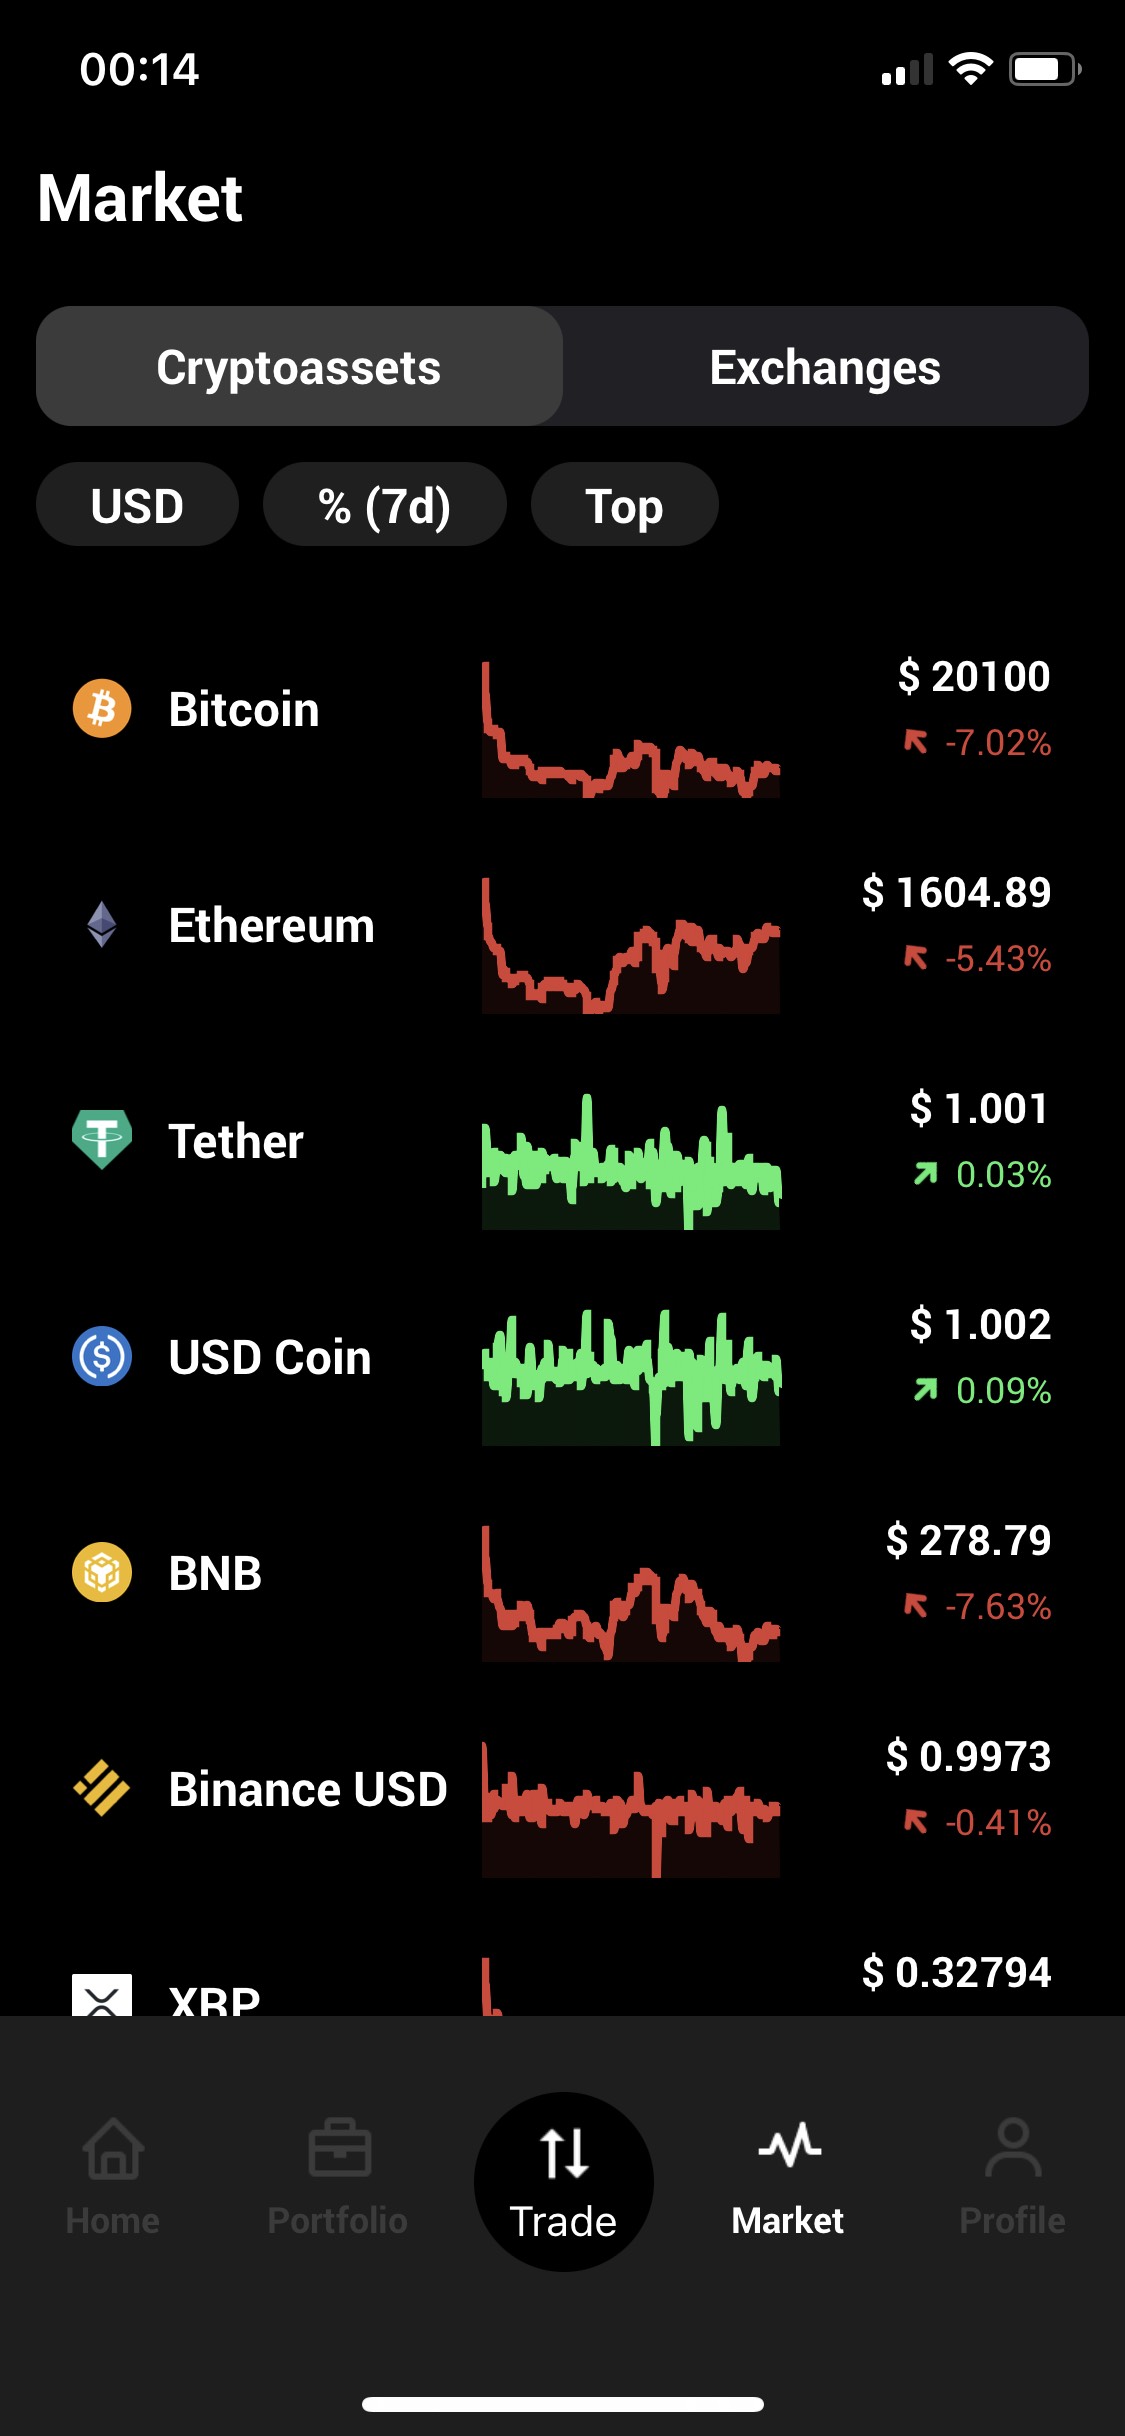 00:14
Market
Cryptoassets Exchanges
USD % (7d) Top
Bitcoin $ 20100
-7.02%
Ethereum $ 1604.89
-5.43%
Tether $ 1.001
0.03%
USD Coin $ 1.002
0.09%
BNB $ 278.79
-7.63%
Binance USD $ 0.9973
-0.41%
XRP $ 0.32794
Home Portfolio Trade Market Profile